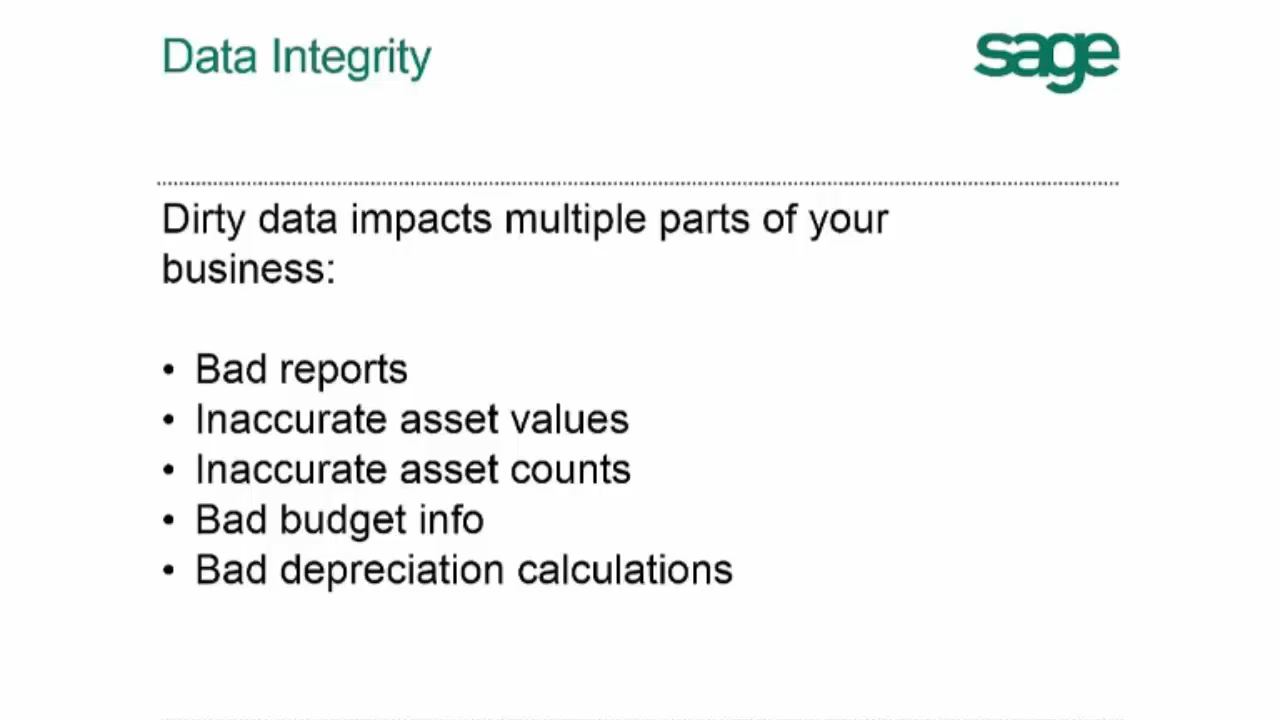 Data Integrity
sage
Dirty data impacts multiple parts of your
business:
• Bad reports
• Inaccurate asset values
• Inaccurate asset counts
• Bad budget info
• Bad depreciation calculations